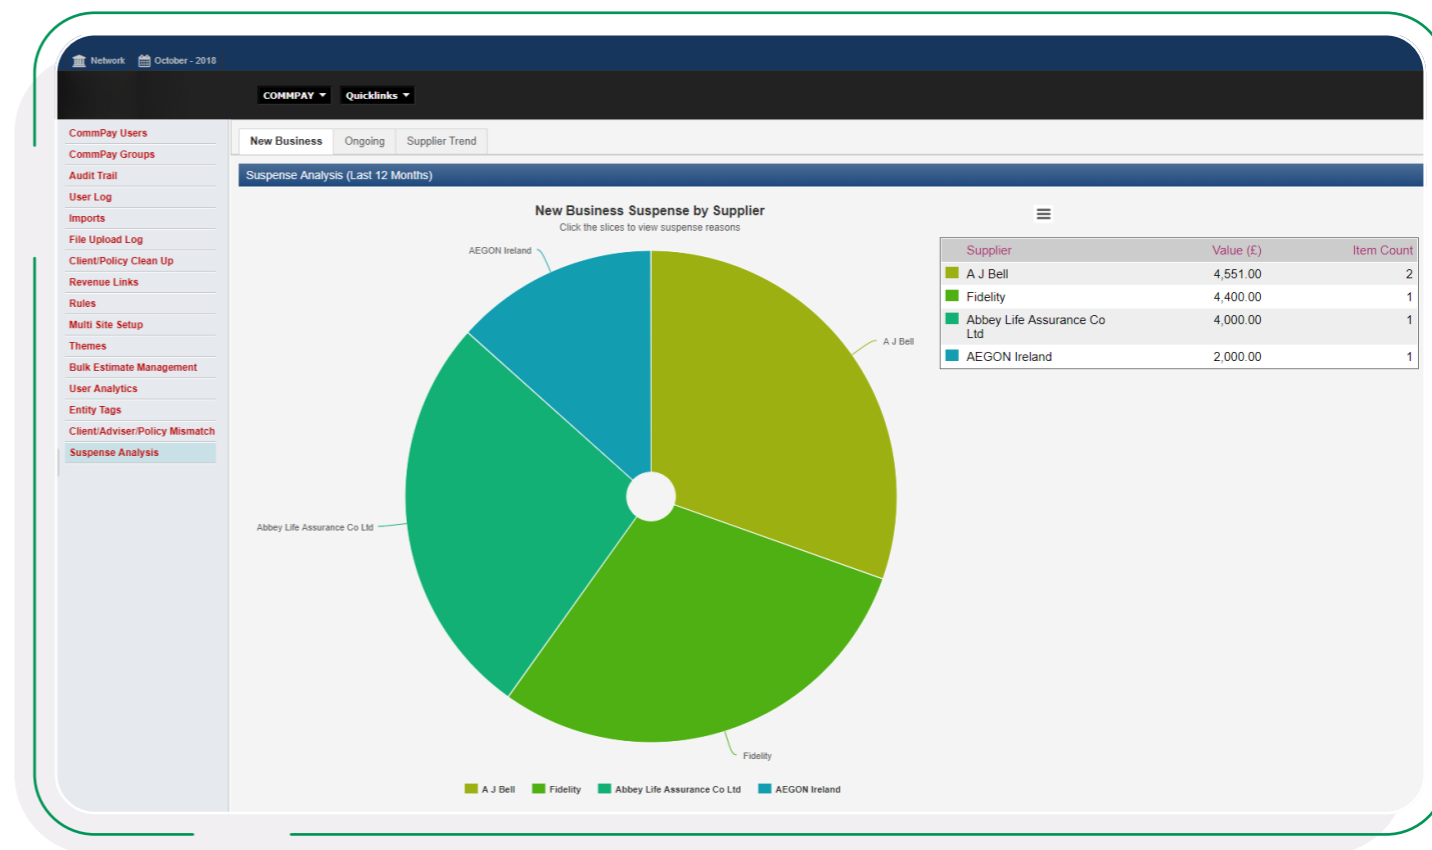 Network October - 2018
COMMPAY Quicklinks
CommPay Users
CommPay Groups
Audit Trail
User Log
Imports
File Upload Log
Client/Policy Clean Up
Revenue Links
Rules
Multi Site Setup
Themes
Bulk Estimate Management
User Analytics
Entity Tags
Client/Adviser/Policy Mismatch
Suspense Analysis
New Business Ongoing Supplier Trend
Suspense Analysis (Last 12 Months)
New Business Suspense by Supplier
Click the slices to view suspense reasons
AEGON Ireland
A J Bell
Abbey Life Assurance Co Ltd
Fidelity
A J Bell Fidelity Abbey Life Assurance Co Ltd AEGON Ireland
Supplier Value (£) Item Count
A J Bell 4,551.00 2
Fidelity 4,400.00 1
Abbey Life Assurance Co 4,000.00 1
Ltd
AEGON Ireland 2,000.00 1